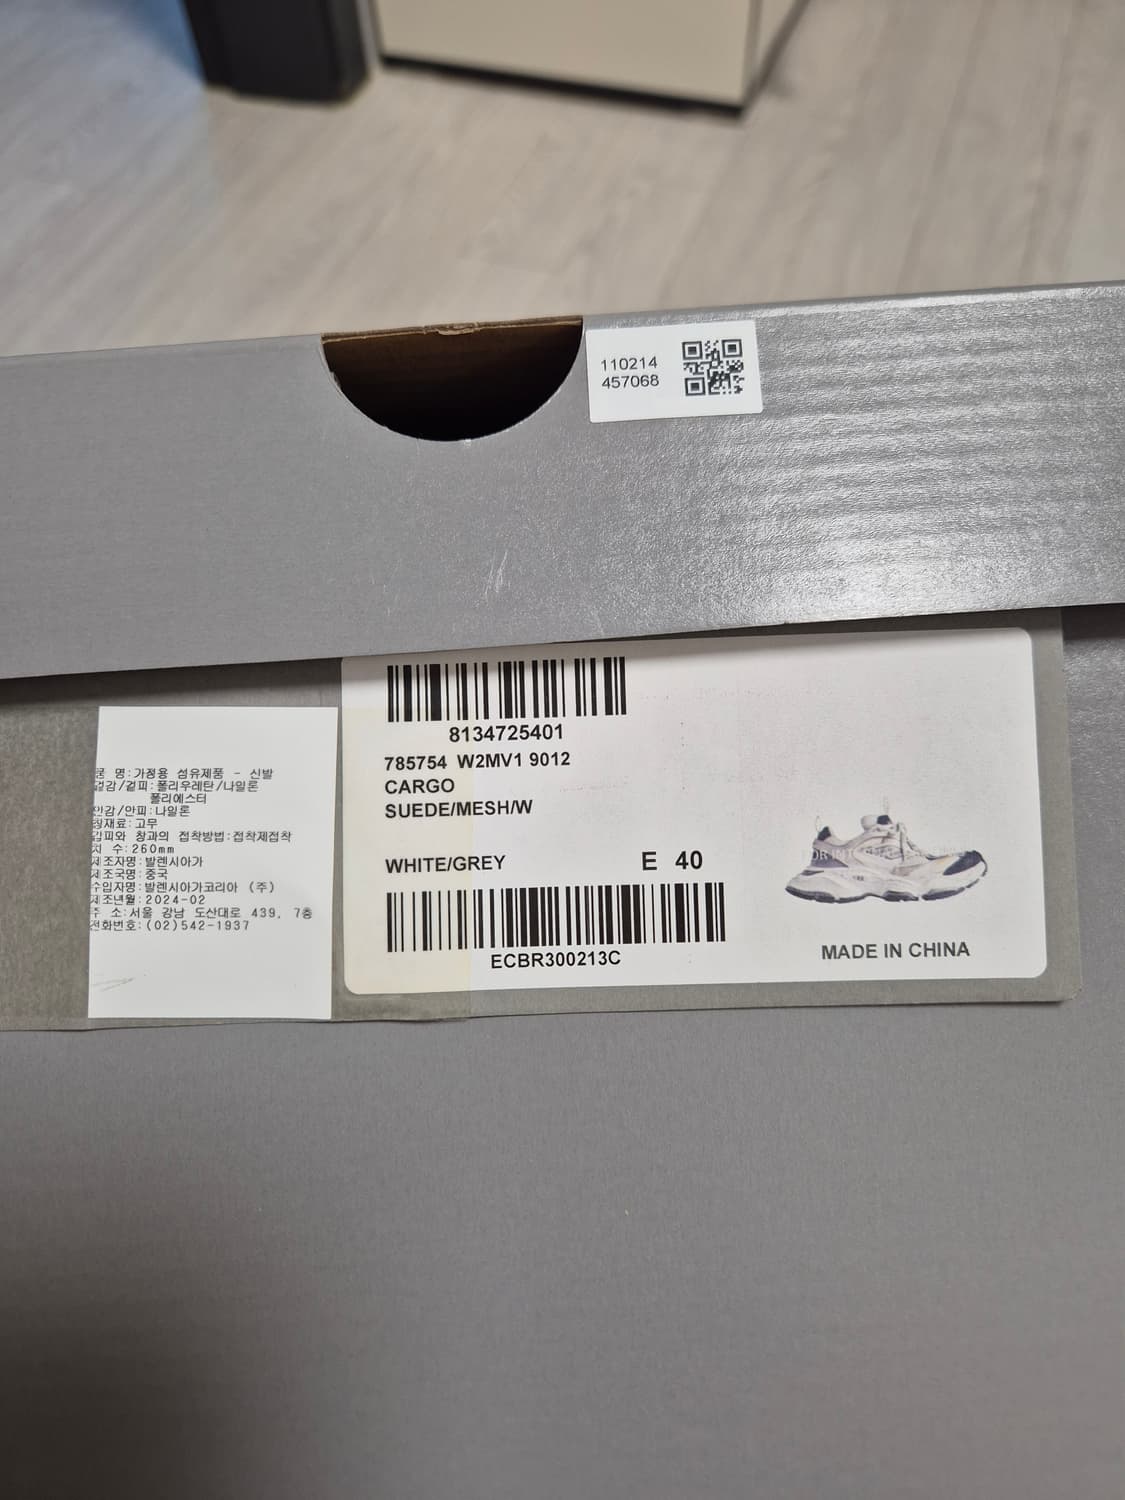 110214
457068
8134725401
785754 W2MV1 9012
CARGO
SUEDE/MESH/W
WHITE/GREY E 40
ECBR300213C
MADE IN CHINA
품 명:가정용 섬유제품 - 신발
겉감/겉피:폴리우레탄/나일론
폴리에스터
안감/안피:나일론
창재료:고무
갑피와 창과의 접착방법:접착제접착
치 수:260mm
제조자명:발렌시아가
제조국명:중국
수입자명:발렌시아가코리아 (주)
제조년월:2024-02
주 소:서울 강남 도산대로 439, 7층
전화번호:(02)542-1937